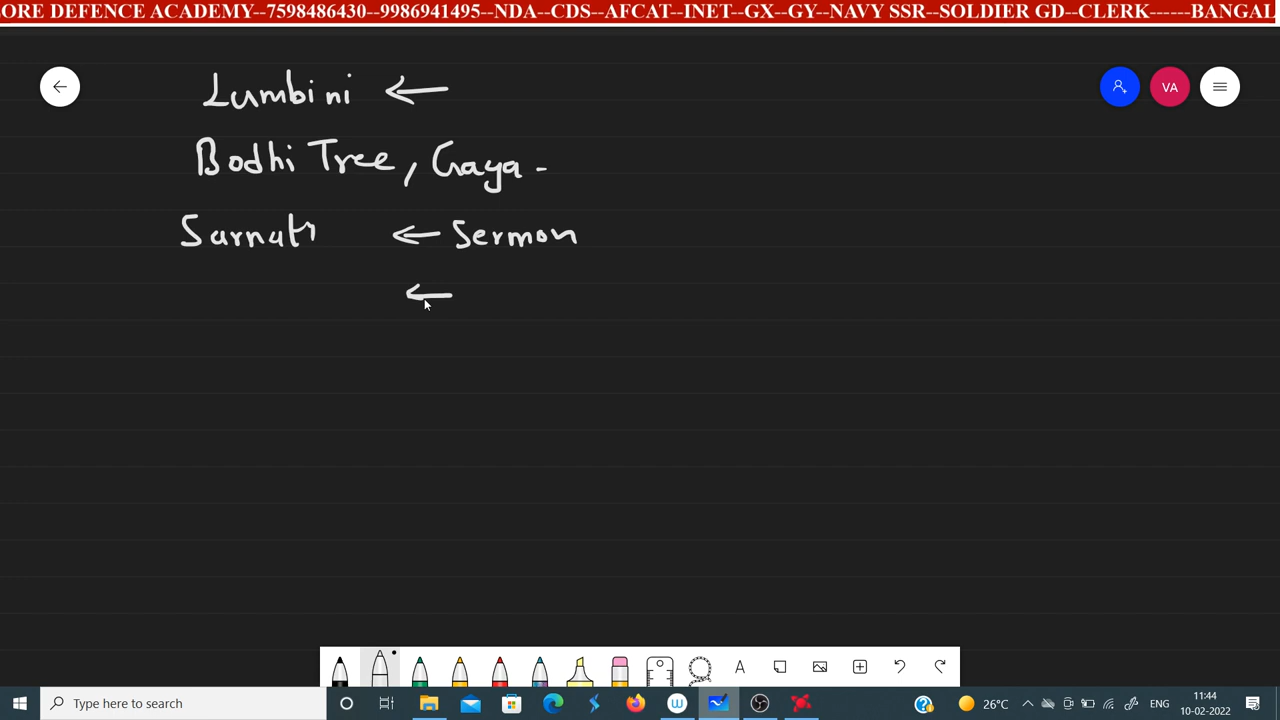 ORE DEFENCE ACADEMY--7598486430--9986941495--NDA--CDS--AFCAT--INET--GX--GY--NAVY SSR--SOLDIER GD--CLERK------BANGAL
Lumbini ←
VA
Bodhi Tree, Gaya -
Sarnath ← Sermon
←
A
Type here to search
W
26°C
ENG
11:44
10-02-2022